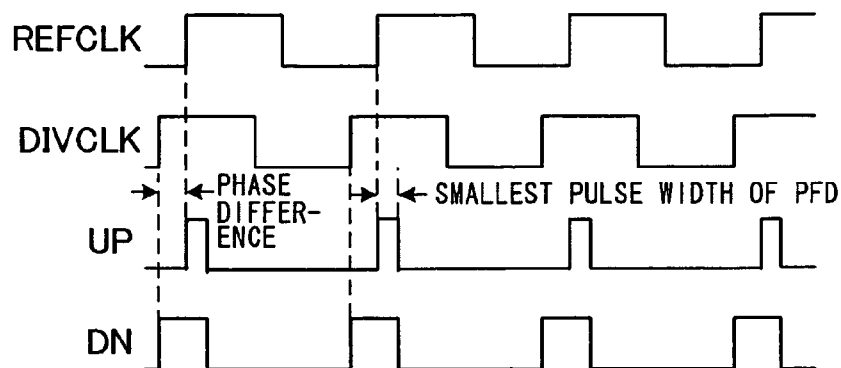 REFCLK
DIVCLK
PHASE
DIFFER-
ENCE
SMALLEST PULSE WIDTH OF PFD
UP
DN